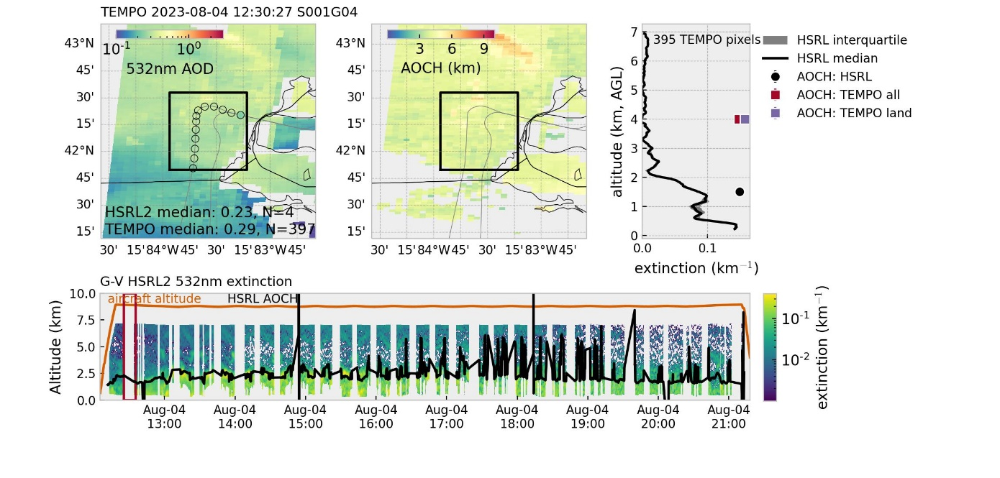 TEMPO 2023-08-04 12:30:27 S001G04
43°N
45'
30'
15'
42°N
45'
30'
15'
10⁻¹ 10⁰
532nm AOD
HSRL2 median: 0.23, N=4
TEMPO median: 0.29, N=397
30' 15' 84°W 45' 30' 15' 83°W 45'
43°N
45'
30'
15'
42°N
45'
30'
15'
3 6 9
AOCH (km)
30' 15' 84°W 45' 30' 15' 83°W 45'
altitude (km, AGL)
7
6
5
4
3
2
1
0
395 TEMPO pixels
0.0 0.1
extinction (km⁻¹)
HSRL interquartile
HSRL median
AOCH: HSRL
AOCH: TEMPO all
AOCH: TEMPO land
G-V HSRL2 532nm extinction
Altitude (km)
10.0
7.5
5.0
2.5
0.0
aircraft altitude HSRL AOCH
Aug-04 Aug-04 Aug-04 Aug-04 Aug-04 Aug-04 Aug-04 Aug-04 Aug-04
13:00 14:00 15:00 16:00 17:00 18:00 19:00 20:00 21:00
10⁻¹
10⁻²
extinction (km⁻¹)